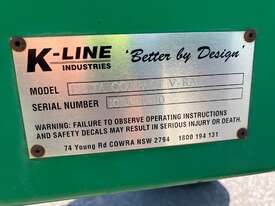 K-LINE 'Better by Design'
INDUSTRIES
MODEL
SERIAL NUMBER
WARNING: FAILURE TO OBSERVE OPERATING INSTRUCTIONS
AND SAFETY DECALS MAY RESULT IN SERIOUS INJURY OR DEATH.
74 Young Rd COWRA NSW 2794 1800 194 131